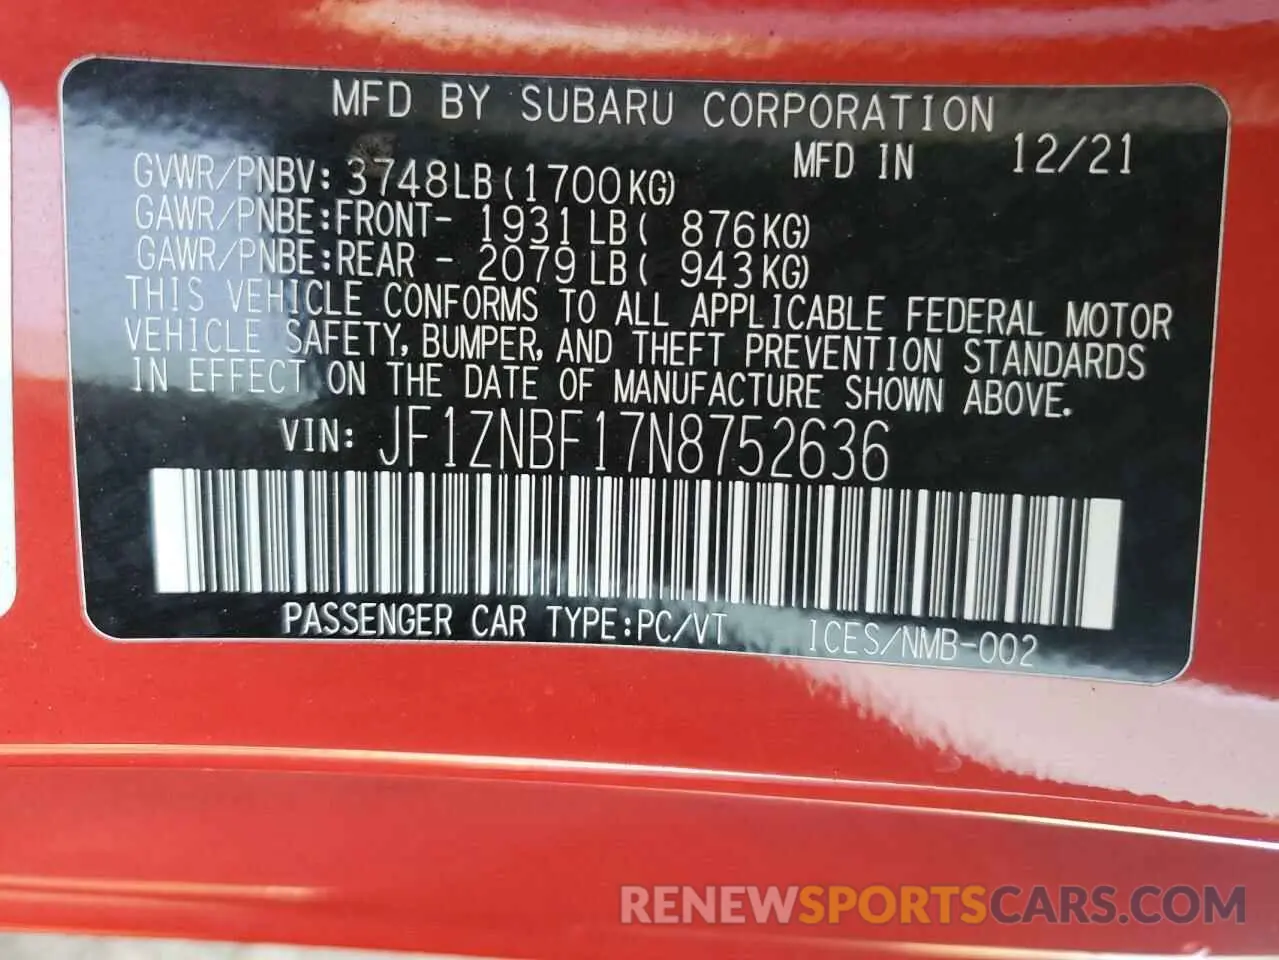 MFD BY SUBARU CORPORATION
MFD IN 12/21
GVWR/PNBV: 3748LB(1700KG)
GAWR/PNBE:FRONT- 1931LB( 876KG)
GAWR/PNBE:REAR - 2079LB( 943KG)
THIS VEHICLE CONFORMS TO ALL APPLICABLE FEDERAL MOTOR
VEHICLE SAFETY, BUMPER, AND THEFT PREVENTION STANDARDS
IN EFFECT ON THE DATE OF MANUFACTURE SHOWN ABOVE.
VIN: JF1ZNBF17N8752636
PASSENGER CAR TYPE:PC/VT ICES/NMB-002
RENEWSPORTSCARS.COM